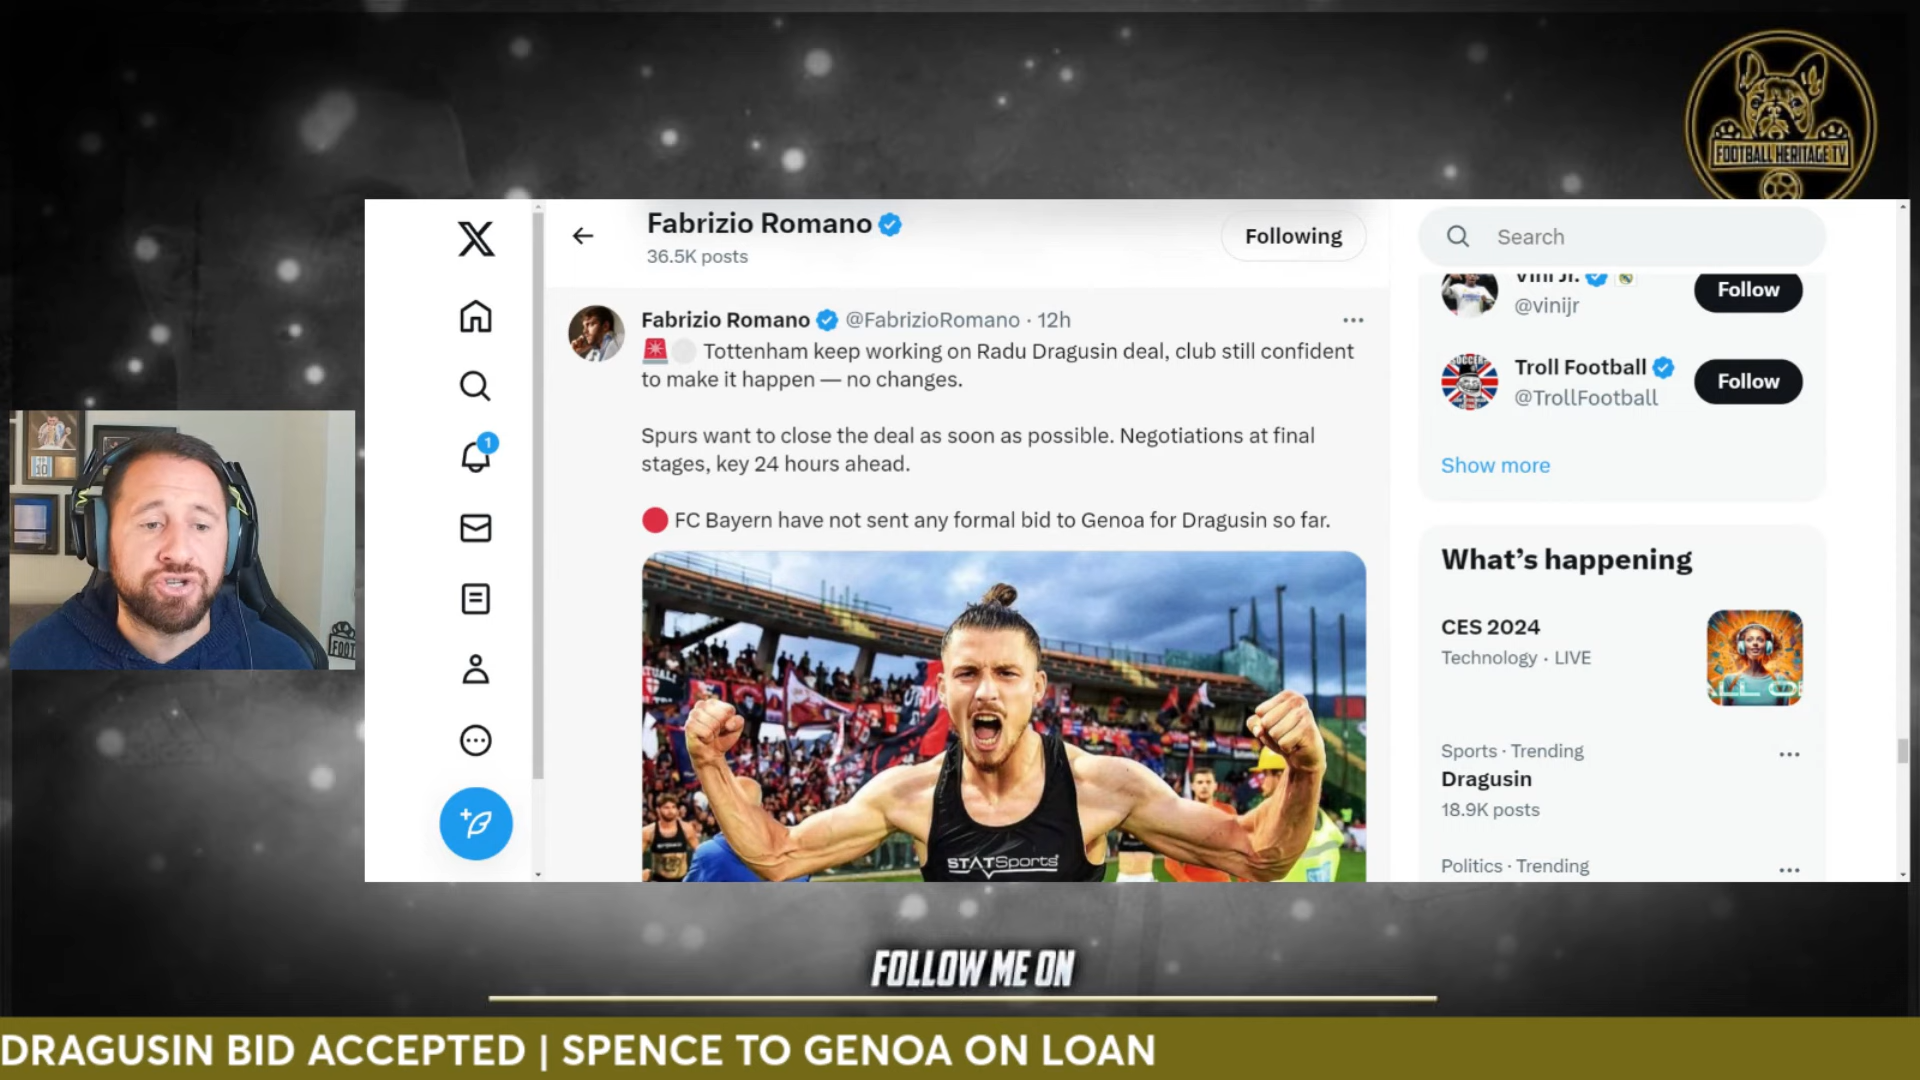 FOOTBALL HERITAGE TV
X
Fabrizio Romano
36.5K posts
Following
Search
Vini Jr.
@vinijr
Follow
Fabrizio Romano @FabrizioRomano · 12h
Tottenham keep working on Radu Dragusin deal, club still confident
to make it happen — no changes.
Spurs want to close the deal as soon as possible. Negotiations at final
stages, key 24 hours ahead.
FC Bayern have not sent any formal bid to Genoa for Dragusin so far.
1
Troll Football
@TrollFootball
Follow
Show more
What's happening
CES 2024
Technology · LIVE
Sports · Trending
Dragusin
18.9K posts
Politics · Trending
STATSports
FOLLOW ME ON
DRAGUSIN BID ACCEPTED | SPENCE TO GENOA ON LOAN